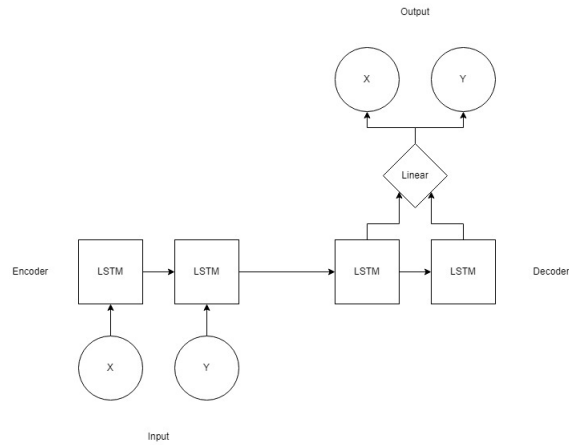 Output
X
Y
Linear
Encoder
LSTM
LSTM
LSTM
LSTM
Decoder
X
Y
Input